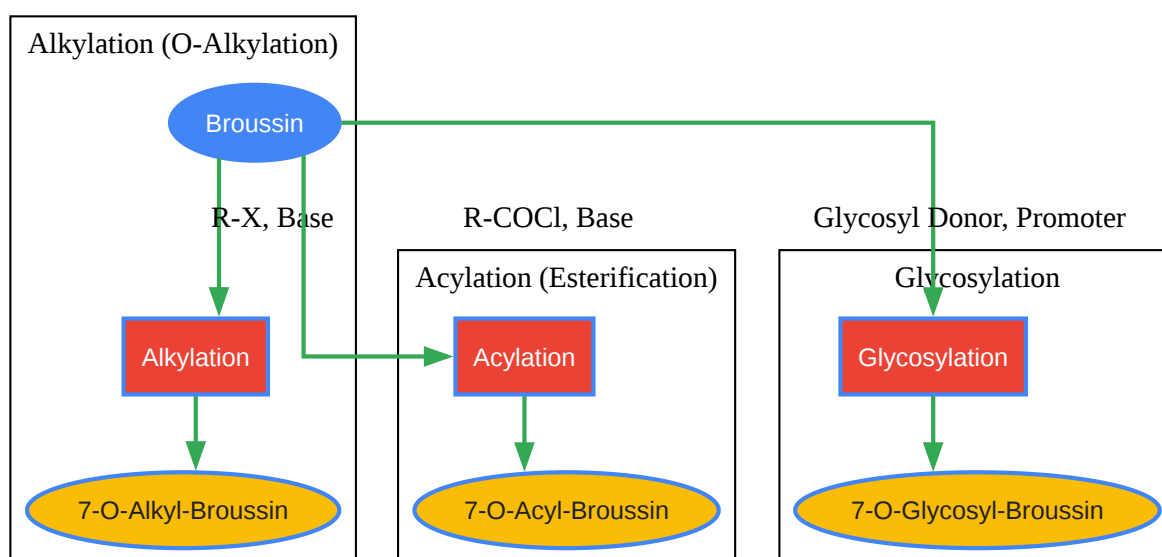 Alkylation (O-Alkylation)
Broussin
R-X, Base
R-COCl, Base
Glycosyl Donor, Promoter
Acylation (Esterification)
Glycosylation
Alkylation
Acylation
Glycosylation
7-O-Alkyl-Broussin
7-O-Acyl-Broussin
7-O-Glycosyl-Broussin